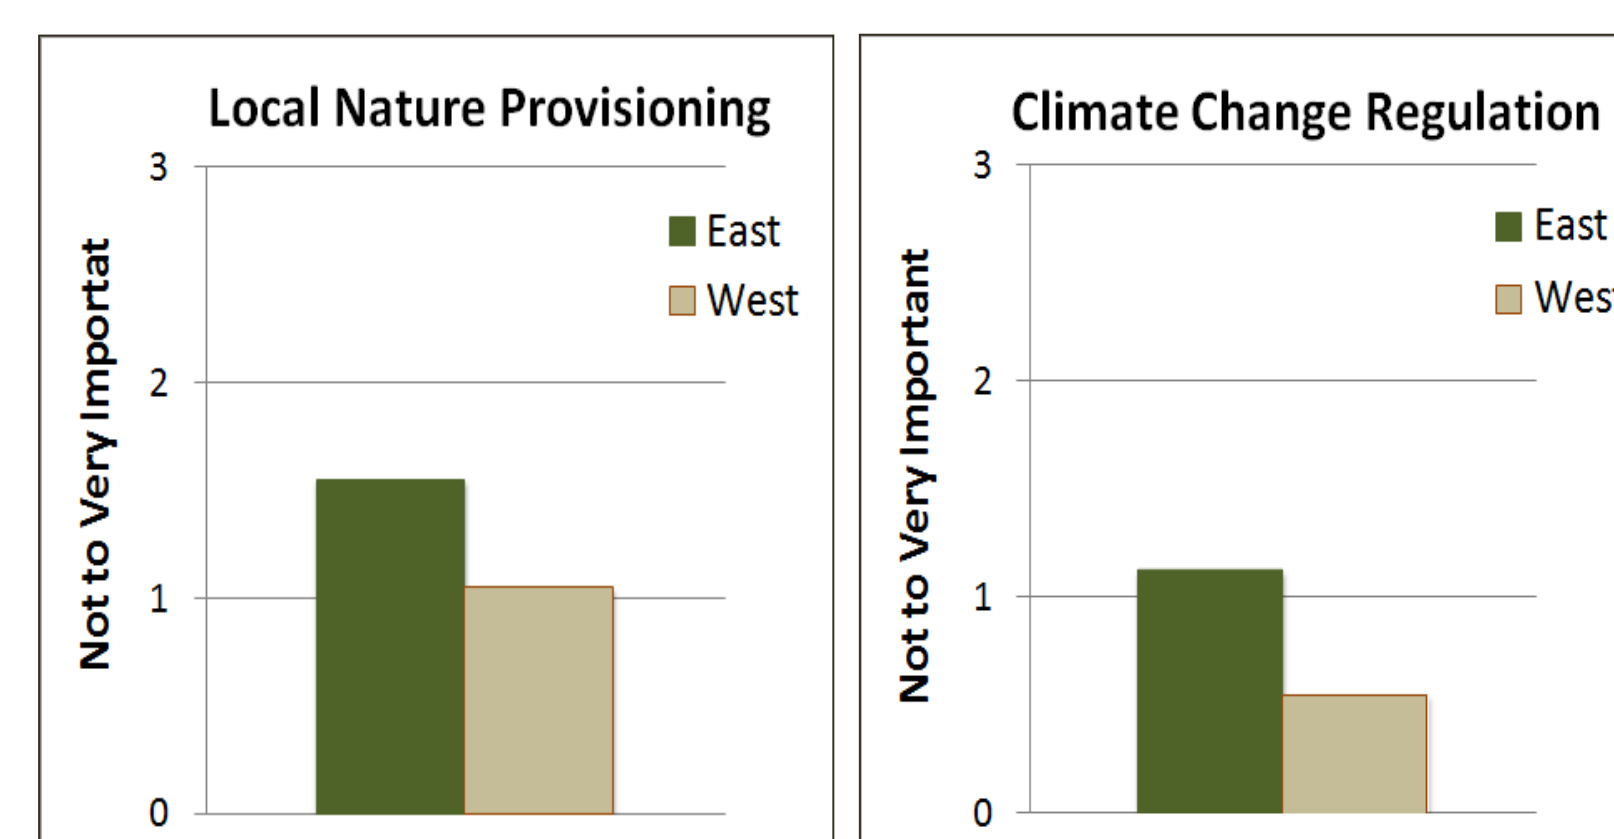 Local Nature Provisioning
3
2
1
0
Not to Very Importat
East
West
Climate Change Regulation
3
2
1
0
Not to Very Important
East
Wes